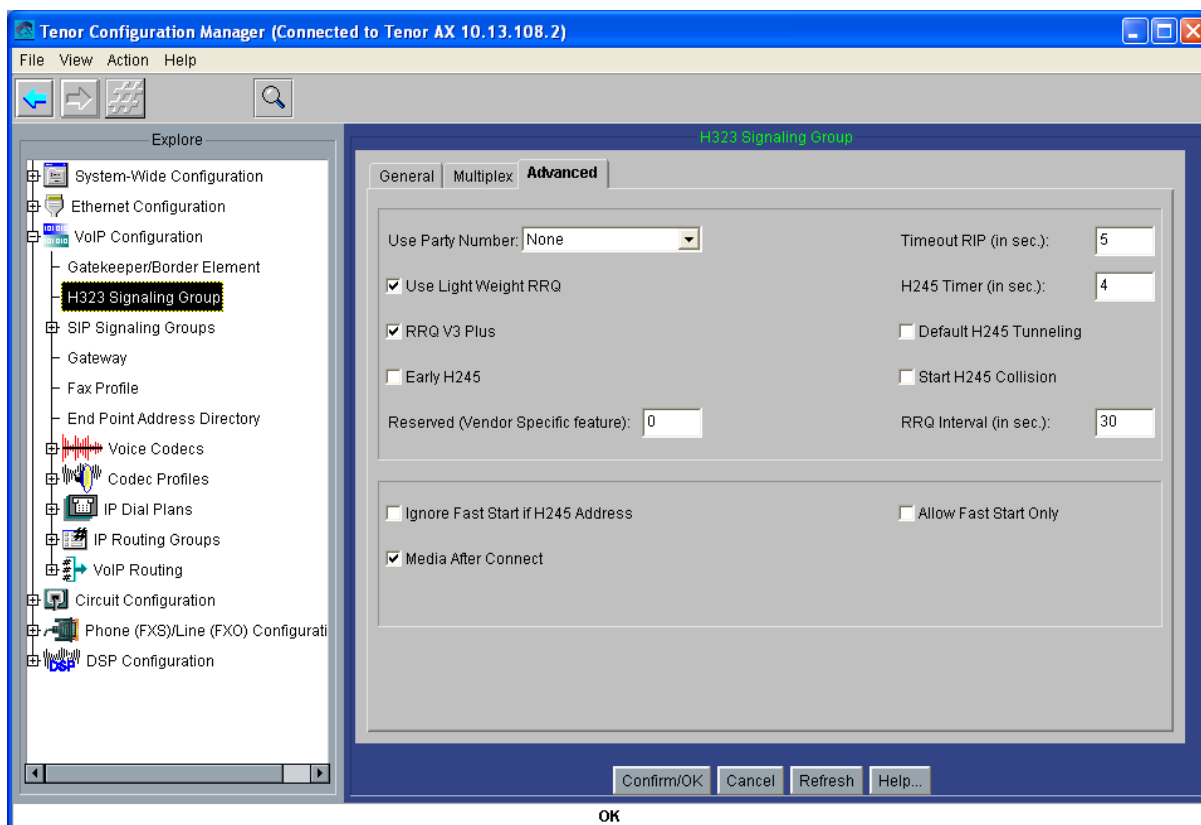 Tenor Configuration Manager (Connected to Tenor AX 10.13.108.2)
File View Action Help
Explore
System-Wide Configuration
Ethernet Configuration
VoIP Configuration
Gatekeeper/Border Element
H323 Signaling Group
SIP Signaling Groups
Gateway
Fax Profile
End Point Address Directory
Voice Codecs
Codec Profiles
IP Dial Plans
IP Routing Groups
VoIP Routing
Circuit Configuration
Phone (FXS)/Line (FXO) Configurati
DSP DSP Configuration
H323 Signaling Group
General Multiplex Advanced
Use Party Number: None Timeout RIP (in sec.): 5
Use Light Weight RRQ H245 Timer (in sec.): 4
RRQ V3 Plus Default H245 Tunneling
Early H245 Start H245 Collision
Reserved (Vendor Specific feature): 0 RRQ Interval (in sec.): 30
Ignore Fast Start if H245 Address Allow Fast Start Only
Media After Connect
Confirm/OK Cancel Refresh Help...
OK